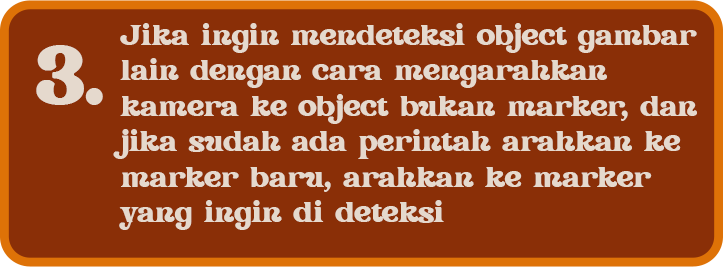 3.
Jika ingin mendeteksi object gambar
lain dengan cara mengarahkan
kamera ke object bukan marker, dan
jika sudah ada perintah arahkan ke
marker baru, arahkan ke marker
yang ingin di deteksi